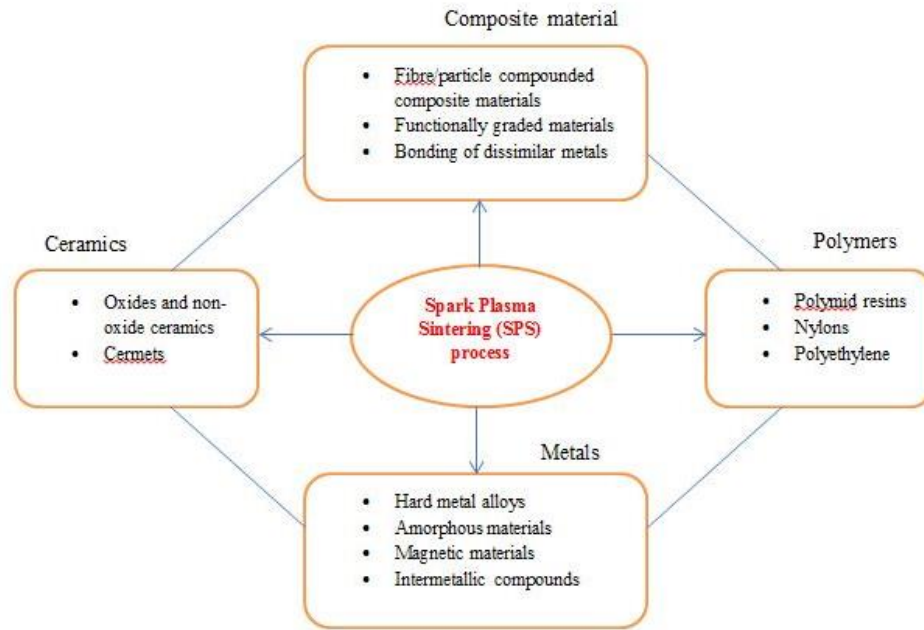 Composite material
• Fibre/particle compounded
composite materials
• Functionally graded materials
• Bonding of dissimilar metals
Ceramics
• Oxides and non-
oxide ceramics
• Cermets
Spark Plasma
Sintering (SPS)
process
Polymers
• Polymid resins
• Nylons
• Polyethylene
Metals
• Hard metal alloys
• Amorphous materials
• Magnetic materials
• Intermetallic compounds